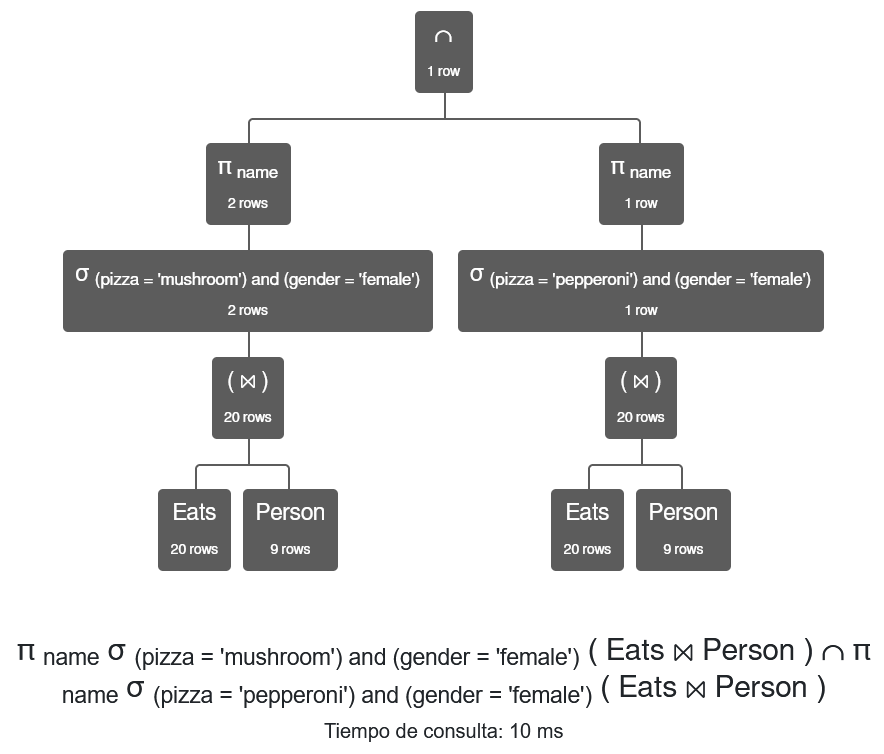 ∩
1 row
π name
π name
2 rows
1 row
σ (pizza = 'mushroom') and (gender = 'female')
σ (pizza = 'pepperoni') and (gender = 'female')
2 rows
1 row
( ⋈ )
( ⋈ )
20 rows
20 rows
Eats
Person
Eats
Person
20 rows
9 rows
20 rows
9 rows
π name σ (pizza = 'mushroom') and (gender = 'female') ( Eats ⋈ Person ) ∩ π
name σ (pizza = 'pepperoni') and (gender = 'female') ( Eats ⋈ Person )
Tiempo de consulta: 10 ms